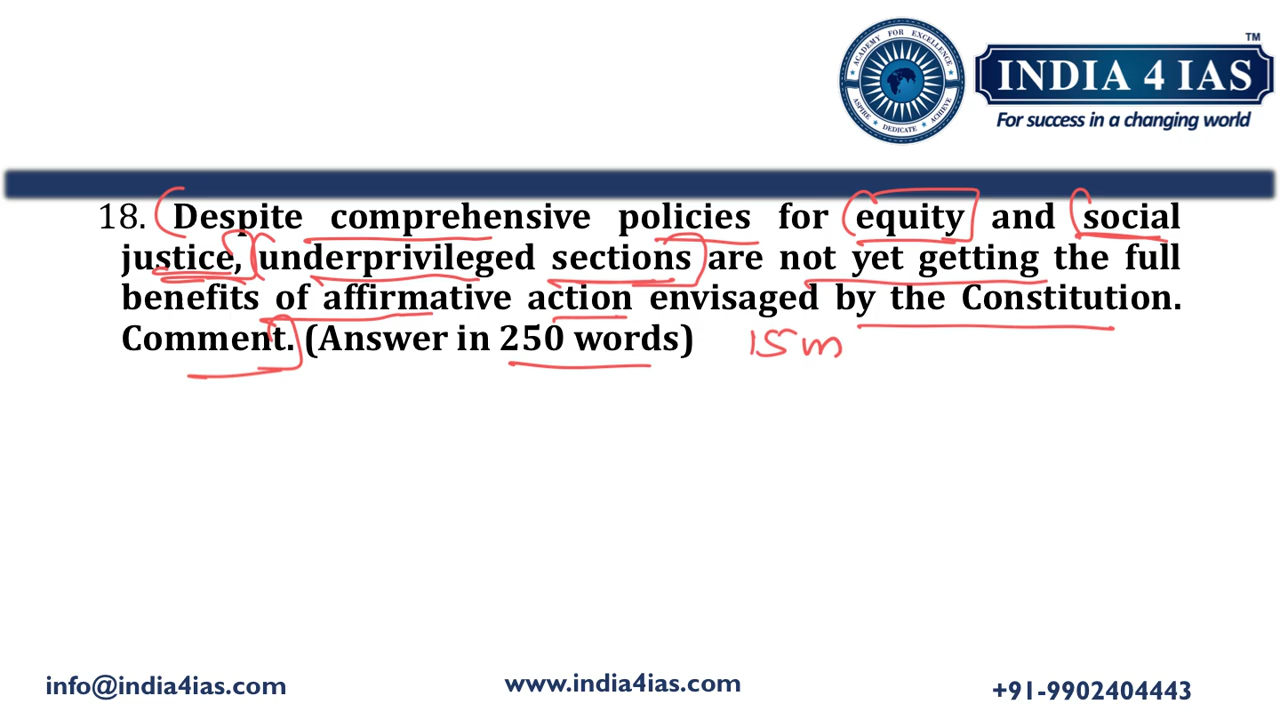 ACADEMY FOR EXCELLENCE
ASPIRE DEDICATE ACHIEVE
TM
INDIA 4 IAS
For success in a changing world
18. Despite comprehensive policies for equity and social
justice, underprivileged sections are not yet getting the full
benefits of affirmative action envisaged by the Constitution.
Comment. (Answer in 250 words) 15 m
info@india4ias.com
www.india4ias.com
+91-9902404443